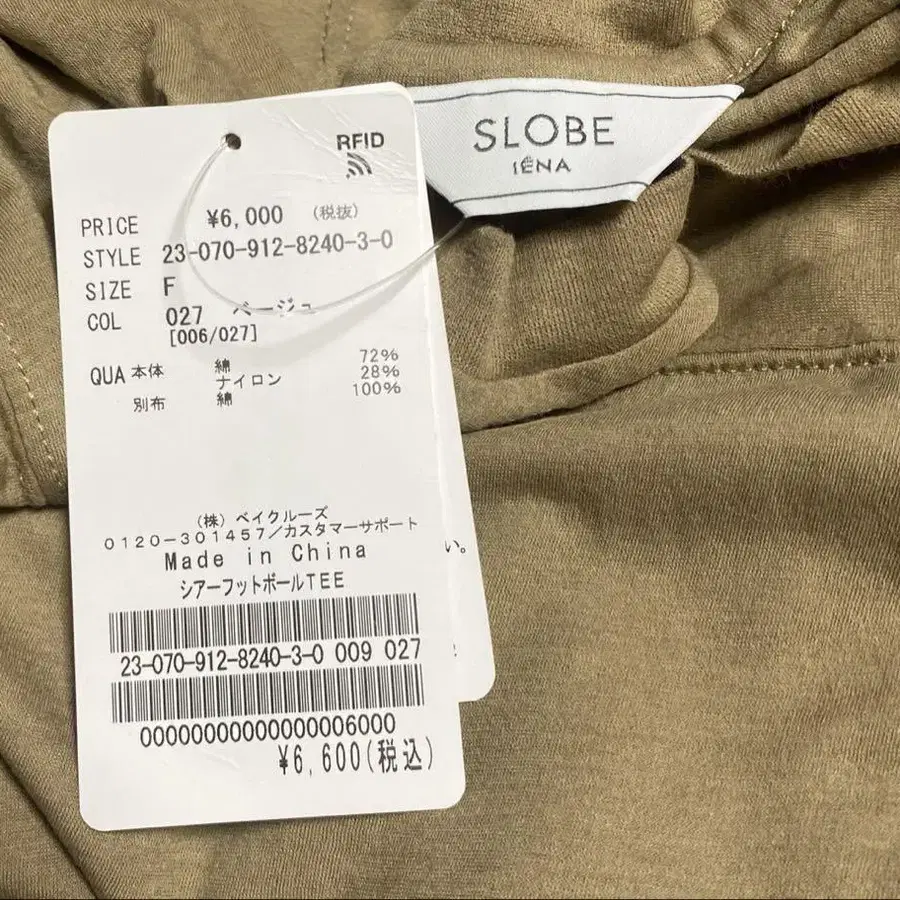 SLOBE
IÉNA
RFID
PRICE ¥6,000 (税抜)
STYLE 23-070-912-8240-3-0
SIZE F
COL 027 ベージュ
[006/027]
QUA 本体 綿 72%
ナイロン 28%
別布 綿 100%
(株) ベイクルーズ
0120-301457/カスタマーサポート
Made in China
シアーフットボールTEE
23-070-912-8240-3-0 009 027
00000000000000006000
¥6,600(税込)
い。